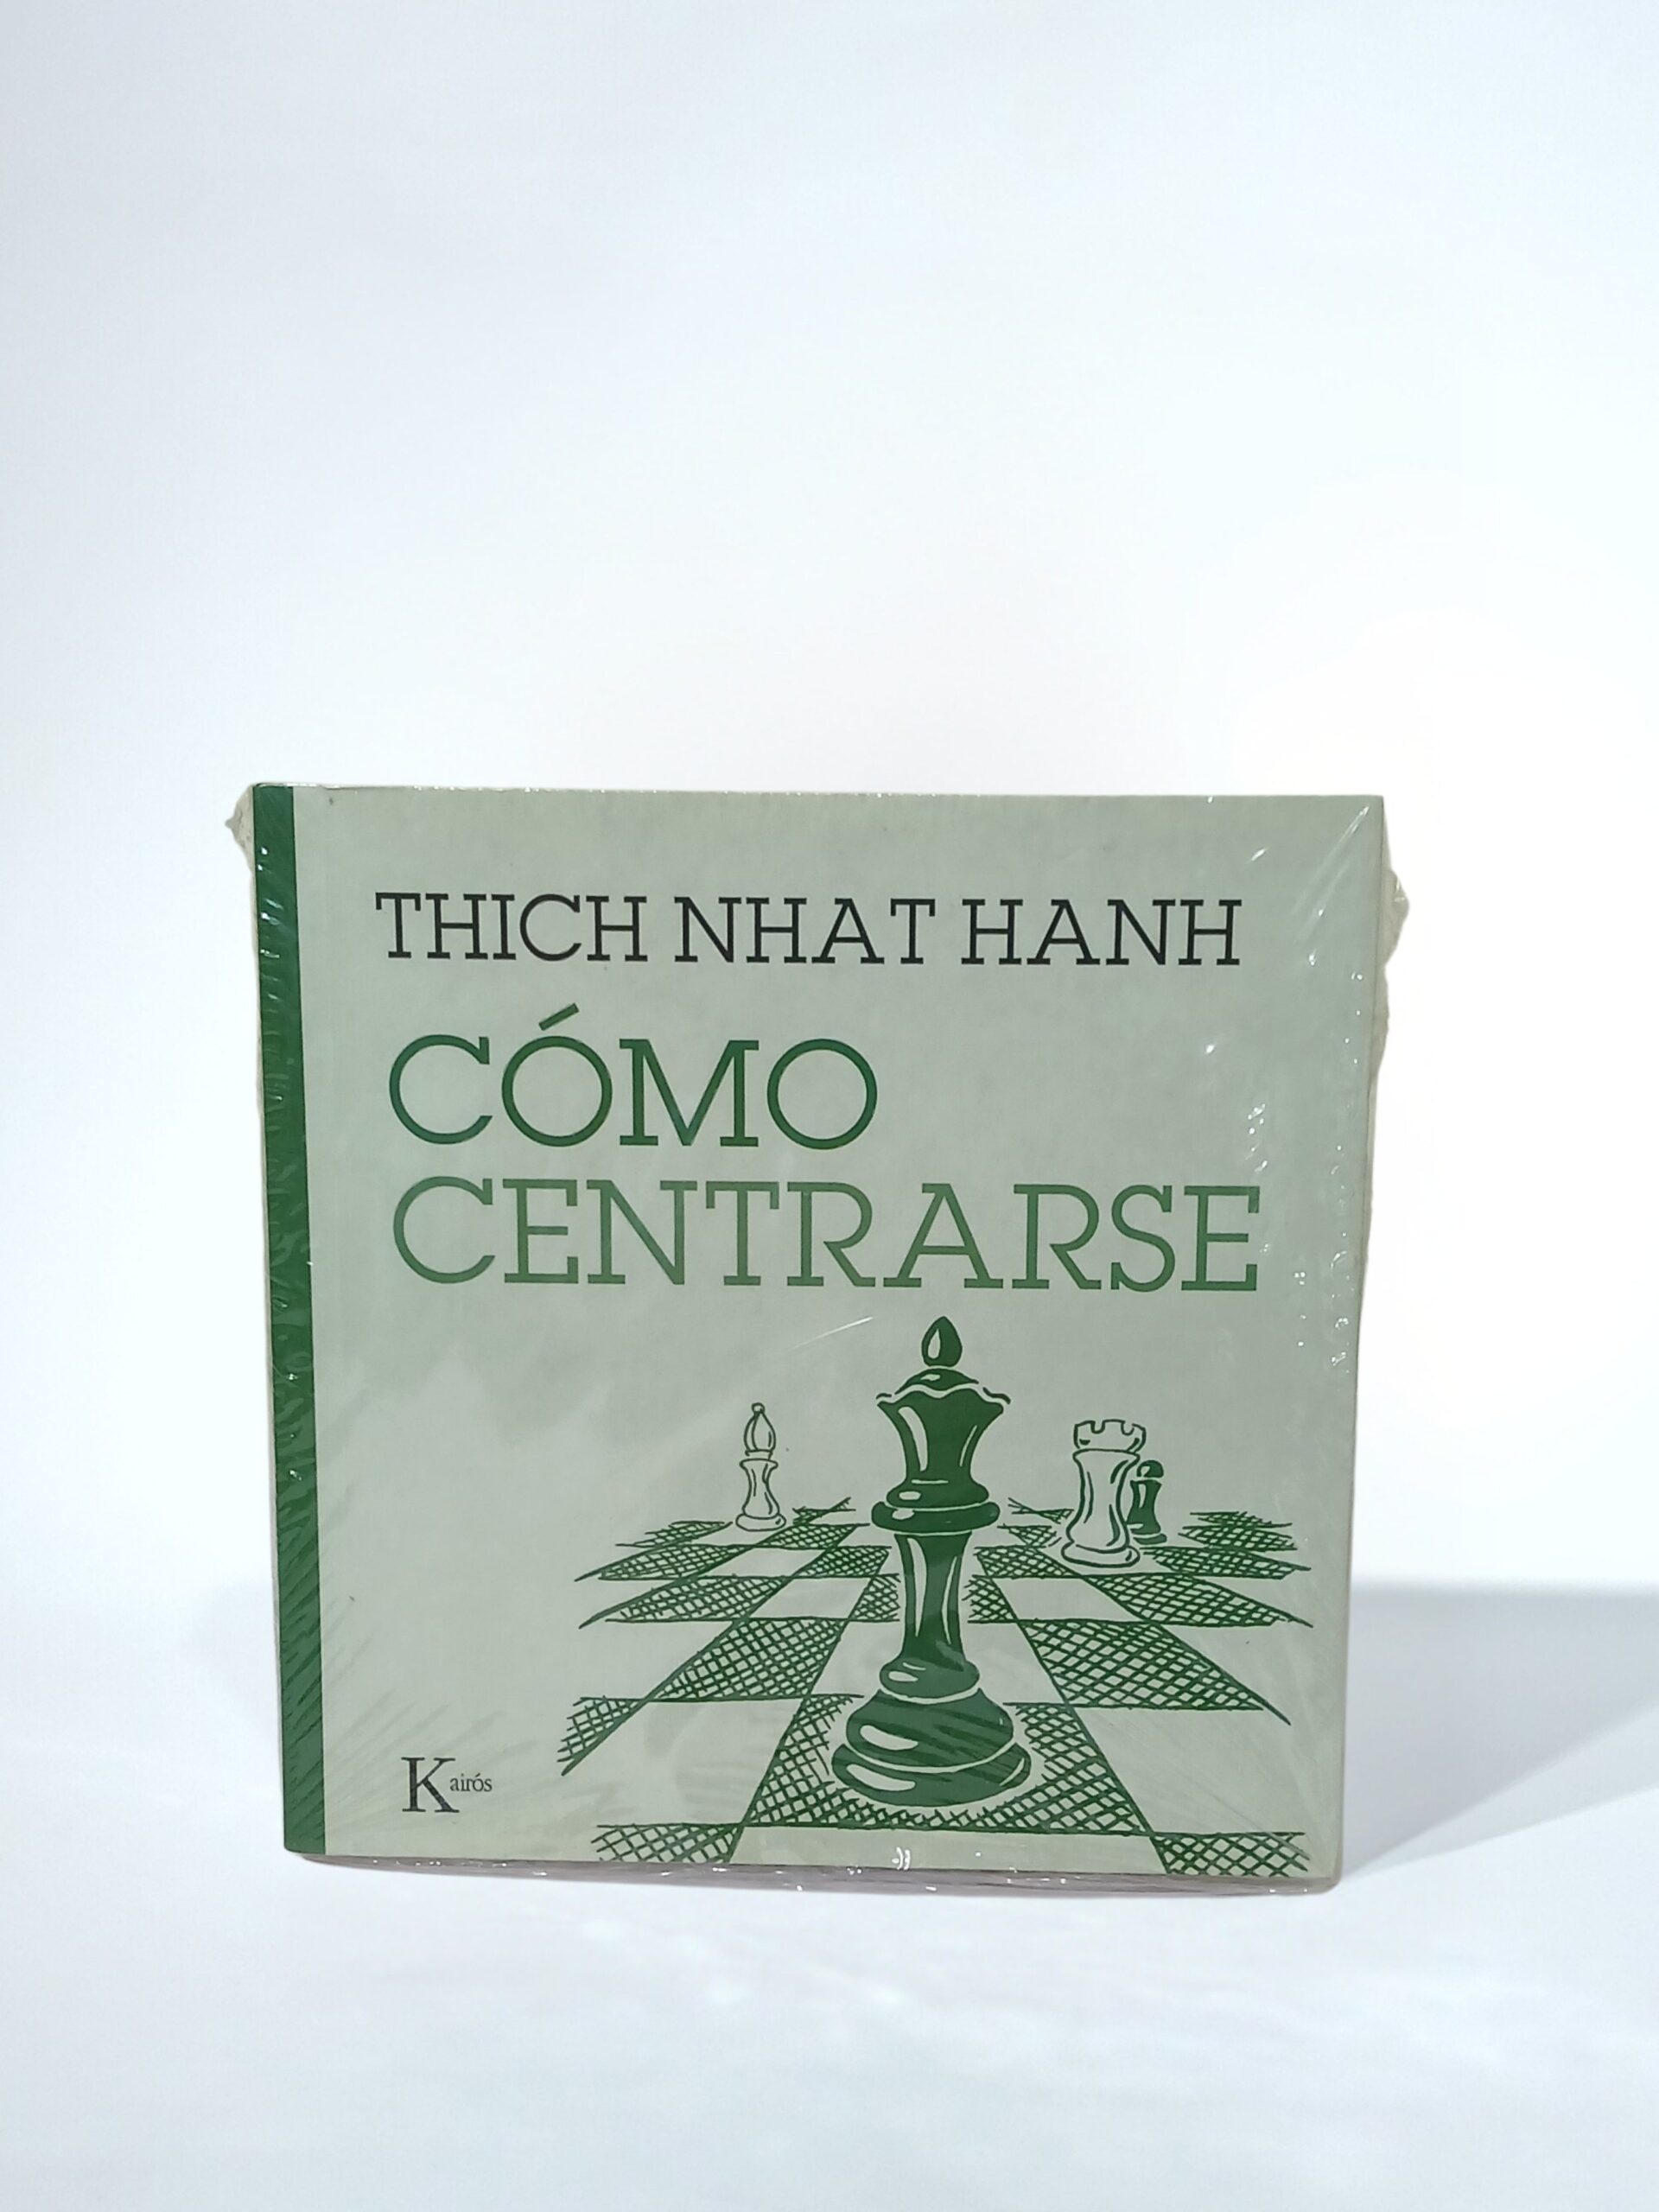 THICH NHAT HANH
CÓMO
CENTRARSE
Kairós